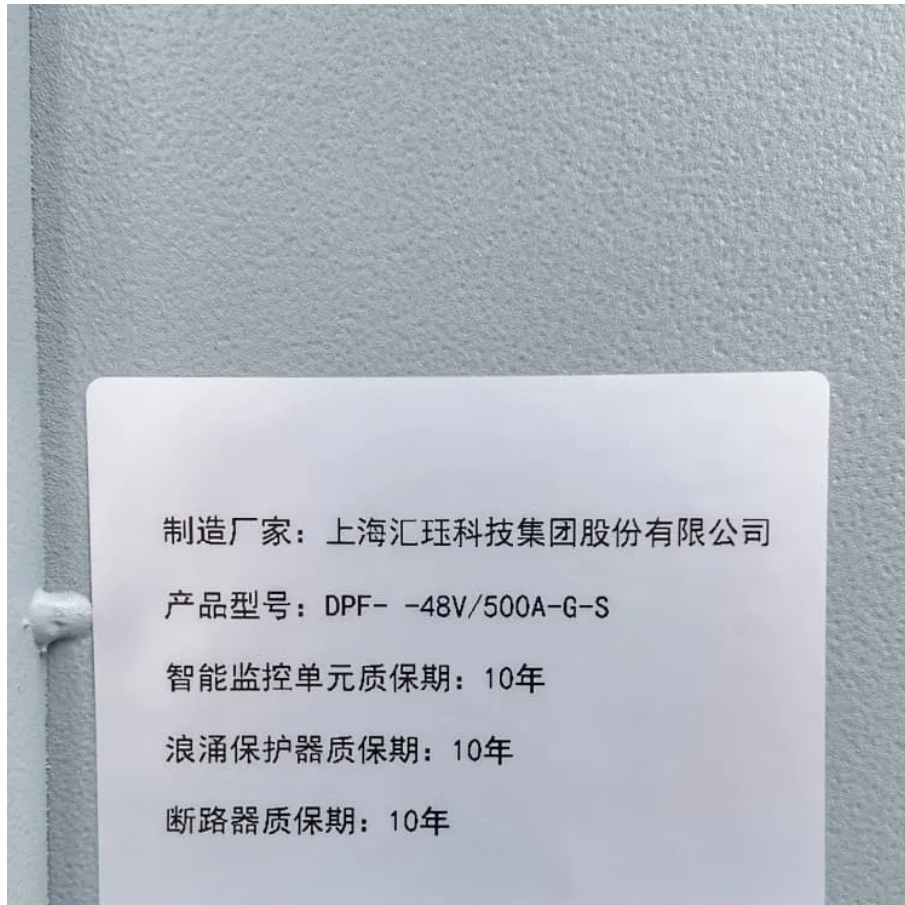 制造厂家：上海汇珏科技集团股份有限公司
产品型号：DPF- -48V/500A-G-S
智能监控单元质保期：10年
浪涌保护器质保期：10年
断路器质保期：10年